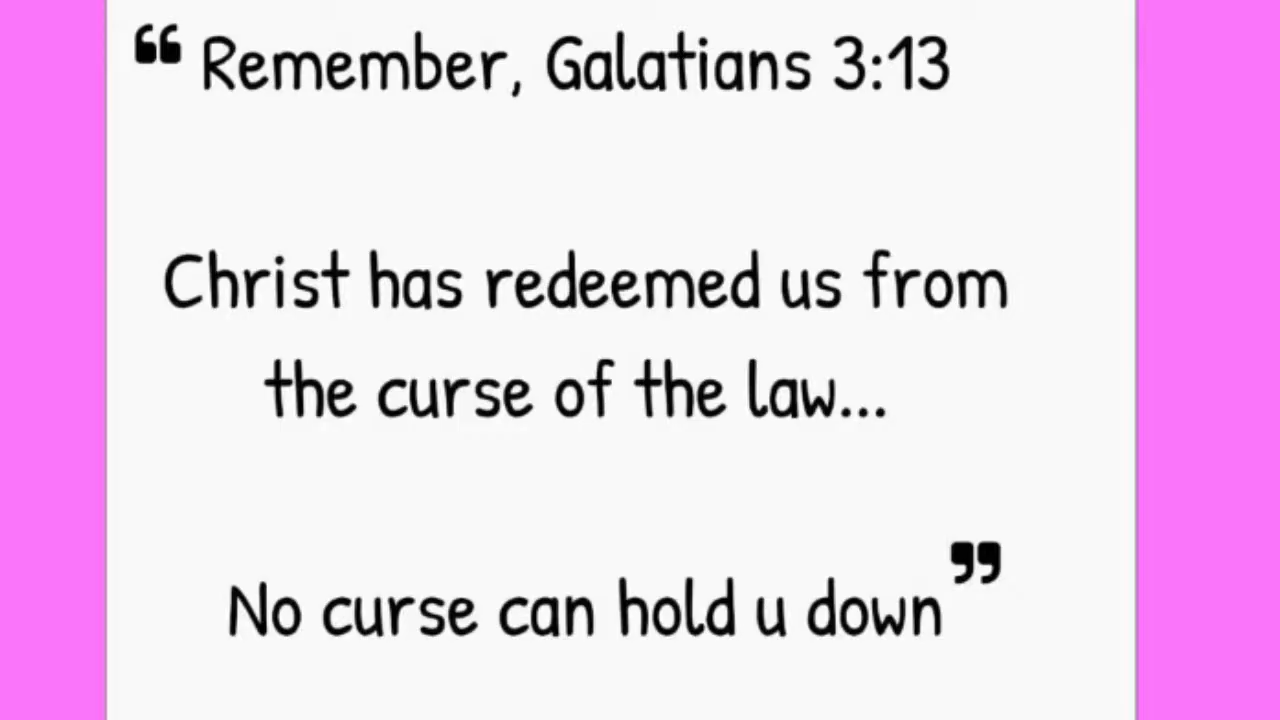 “ Remember, Galatians 3:13
Christ has redeemed us from
the curse of the law...
No curse can hold u down ”